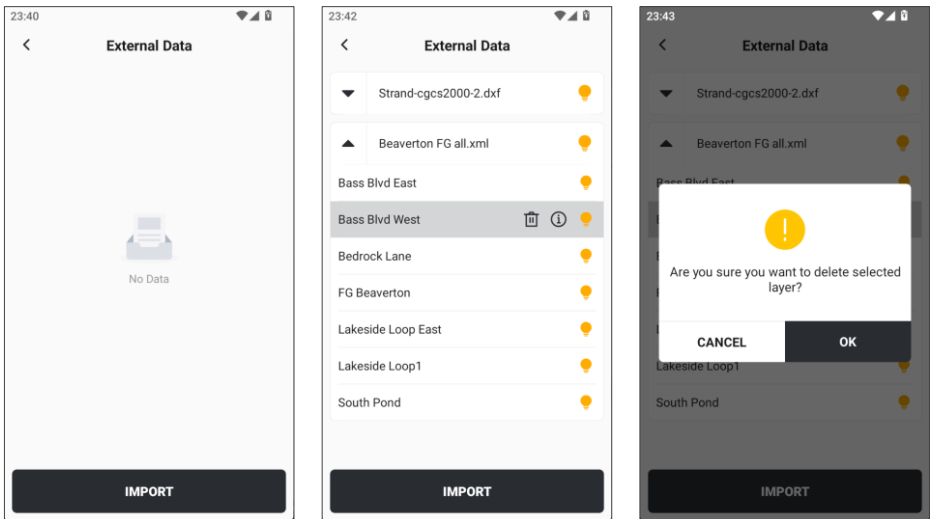 23:40
External Data
No Data
IMPORT
23:42
External Data
Strand-cgcs2000-2.dxf
Beaverton FG all.xml
Bass Blvd East
Bass Blvd West
Bedrock Lane
FG Beaverton
Lakeside Loop East
Lakeside Loop1
South Pond
IMPORT
23:43
External Data
Strand-cgcs2000-2.dxf
Beaverton FG all.xml
Bass Blvd East
Are you sure you want to delete selected
layer?
CANCEL
OK
Lakeside Loop1
South Pond
IMPORT